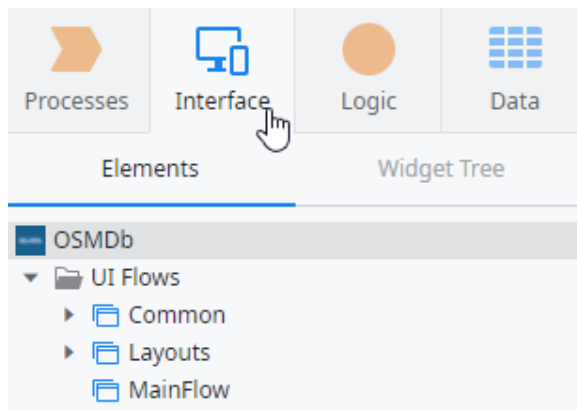 Processes Interface Logic Data
Elements Widget Tree
OSMDb
UI Flows
Common
Layouts
MainFlow